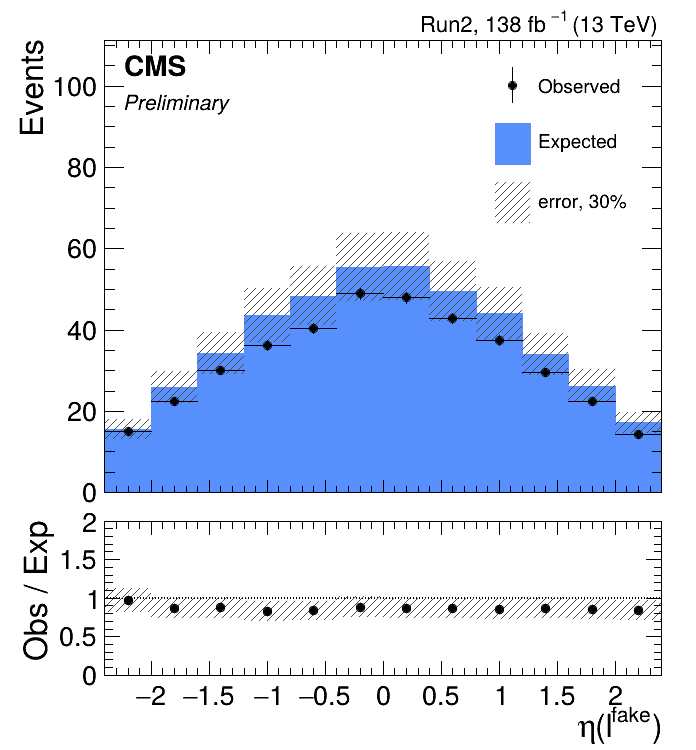 Run2, 138 fb⁻¹ (13 TeV)
CMS
Preliminary
Events
100
80
60
40
20
0
Observed
Expected
error, 30%
Obs / Exp
2
1.5
1
0.5
0
−2 −1.5 −1 −0.5 0 0.5 1 1.5 2
η(l^fake)